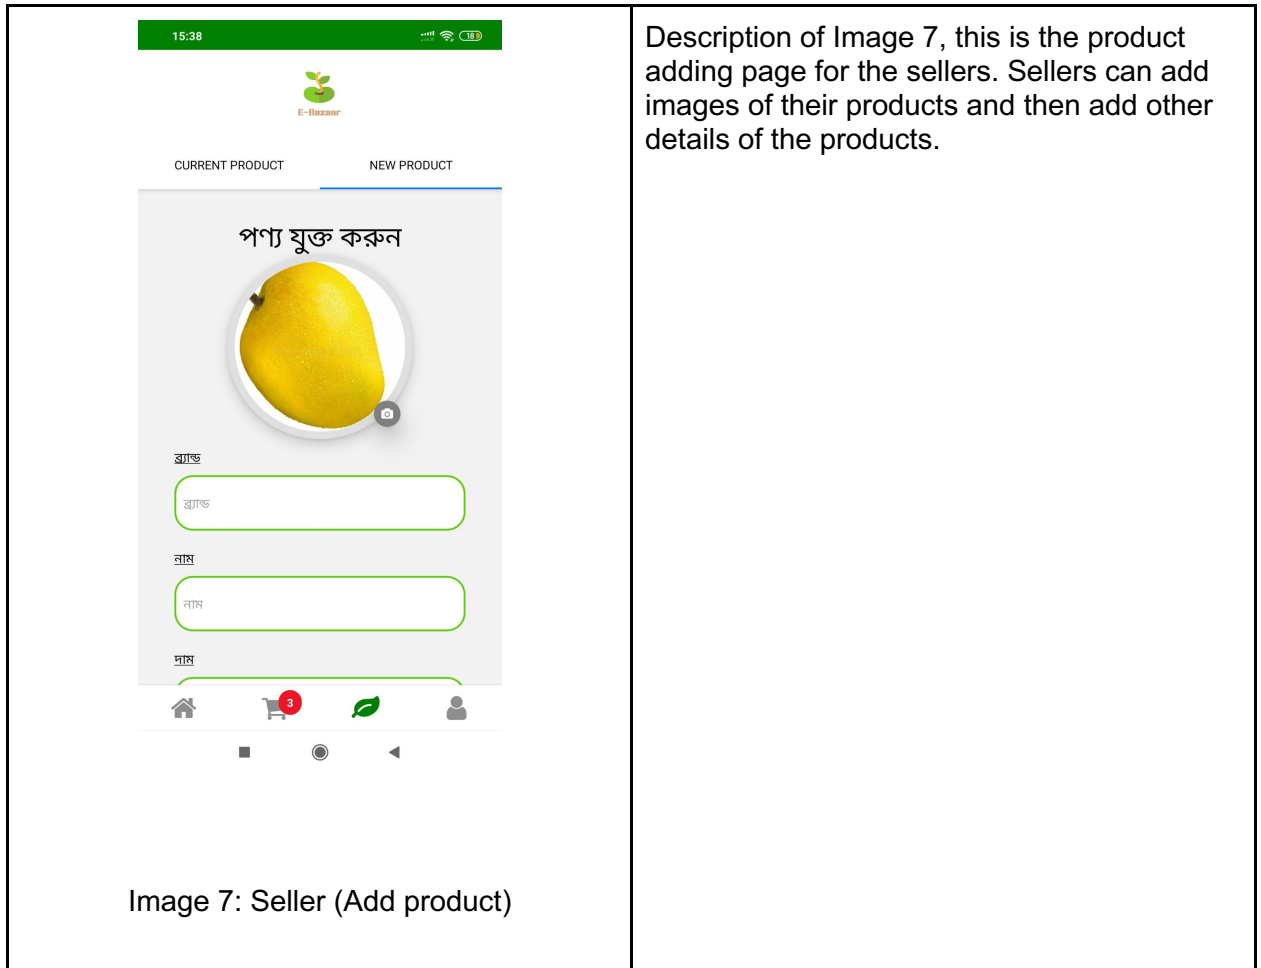 15:38
18
E-Bazaar
CURRENT PRODUCT NEW PRODUCT
পণ্য যুক্ত করুন
ব্র্যান্ড
ব্র্যান্ড
নাম
নাম
দাম
3
Image 7: Seller (Add product)
Description of Image 7, this is the product
adding page for the sellers. Sellers can add
images of their products and then add other
details of the products.